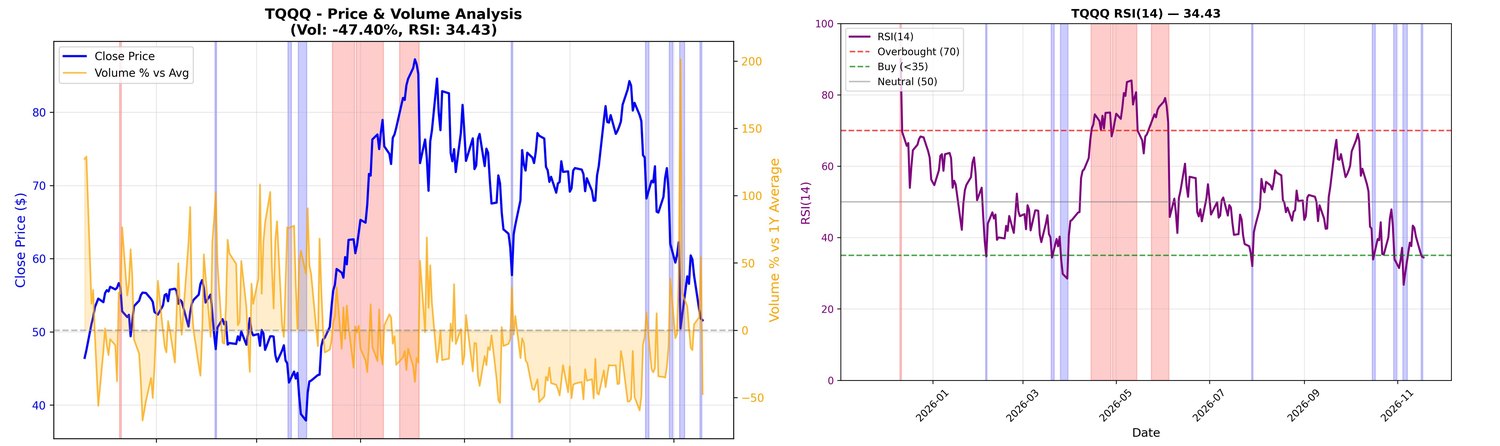 TQQQ - Price & Volume Analysis
(Vol: -47.40%, RSI: 34.43)
Close Price
Volume % vs Avg
Close Price ($)
80
70
60
50
40
200
150
100
50
0
−50
Volume % vs 1Y Average
TQQQ RSI(14) — 34.43
RSI(14)
Overbought (70)
Buy (<35)
Neutral (50)
RSI(14)
100
80
60
40
20
0
2026-01
2026-03
2026-05
2026-07
2026-09
2026-11
Date